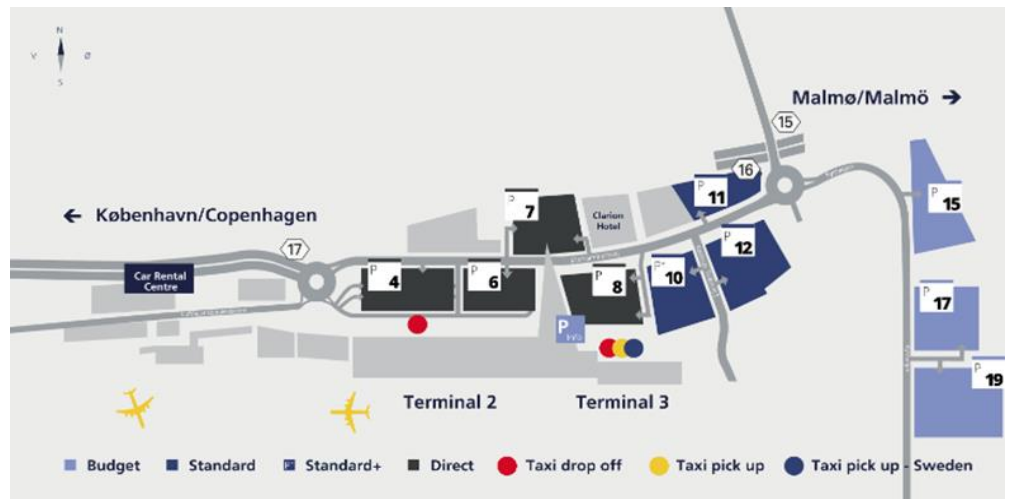 N
V Ø
S
Malmø/Malmö →
15
16
P 11
P 15
P 7
Clarion
Hotel
← København/Copenhagen
P 12
17
Car Rental
Centre
P 4
P 6
P 8
P+ 10
P 17
P
Info
P 19
Terminal 2
Terminal 3
Budget
Standard
P Standard+
Direct
Taxi drop off
Taxi pick up
Taxi pick up - Sweden